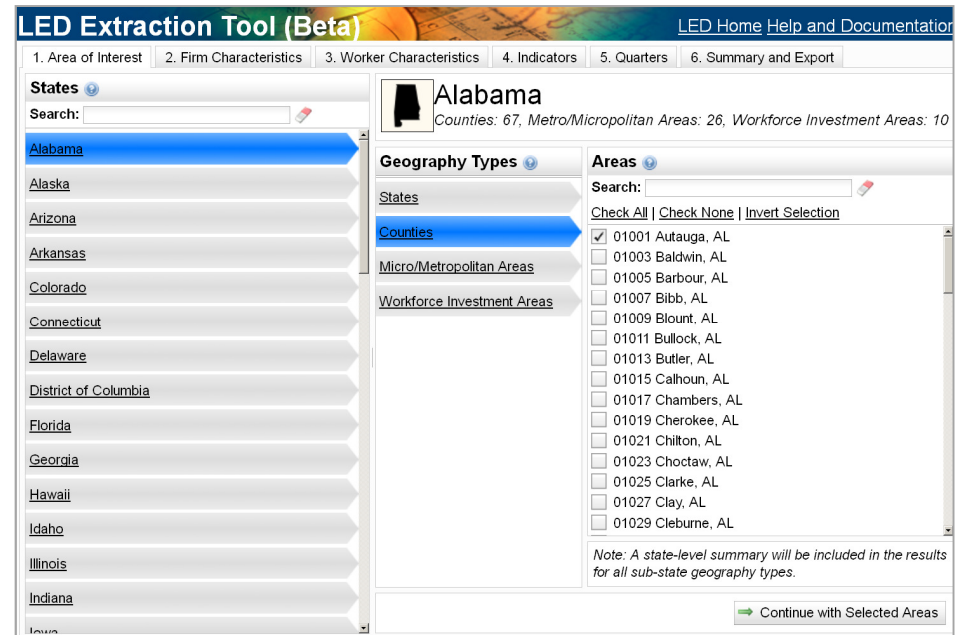 LED Extraction Tool (Beta)
LED Home Help and Documentation
1. Area of Interest 2. Firm Characteristics 3. Worker Characteristics 4. Indicators 5. Quarters 6. Summary and Export
States
Search:
Alabama
Alaska
Arizona
Arkansas
Colorado
Connecticut
Delaware
District of Columbia
Florida
Georgia
Hawaii
Idaho
Illinois
Indiana
Iowa
Alabama
Counties: 67, Metro/Micropolitan Areas: 26, Workforce Investment Areas: 10
Geography Types
States
Counties
Micro/Metropolitan Areas
Workforce Investment Areas
Areas
Search:
Check All | Check None | Invert Selection
01001 Autauga, AL
01003 Baldwin, AL
01005 Barbour, AL
01007 Bibb, AL
01009 Blount, AL
01011 Bullock, AL
01013 Butler, AL
01015 Calhoun, AL
01017 Chambers, AL
01019 Cherokee, AL
01021 Chilton, AL
01023 Choctaw, AL
01025 Clarke, AL
01027 Clay, AL
01029 Cleburne, AL
Note: A state-level summary will be included in the results
for all sub-state geography types.
Continue with Selected Areas